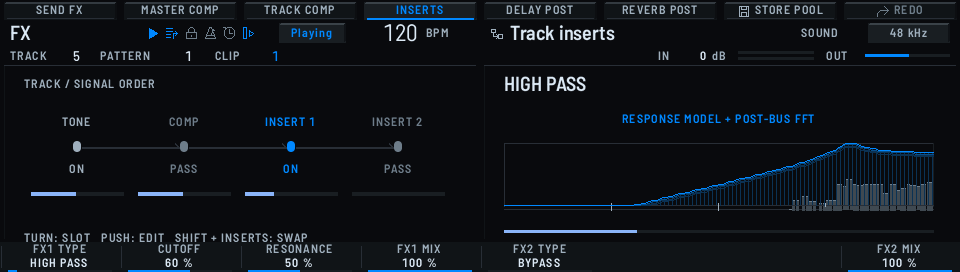 SEND FX MASTER COMP TRACK COMP INSERTS DELAY POST REVERB POST STORE POOL REDO
FX Playing 120 BPM Track inserts SOUND 48 kHz
TRACK 5 PATTERN 1 CLIP 1 IN 0 dB OUT
TRACK / SIGNAL ORDER
HIGH PASS
RESPONSE MODEL + POST-BUS FFT
TONE COMP INSERT 1 INSERT 2
ON PASS ON PASS
TURN: SLOT PUSH: EDIT SHIFT + INSERTS: SWAP
FX1 TYPE CUTOFF RESONANCE FX1 MIX FX2 TYPE FX2 MIX
HIGH PASS 60 % 50 % 100 % BYPASS 100 %